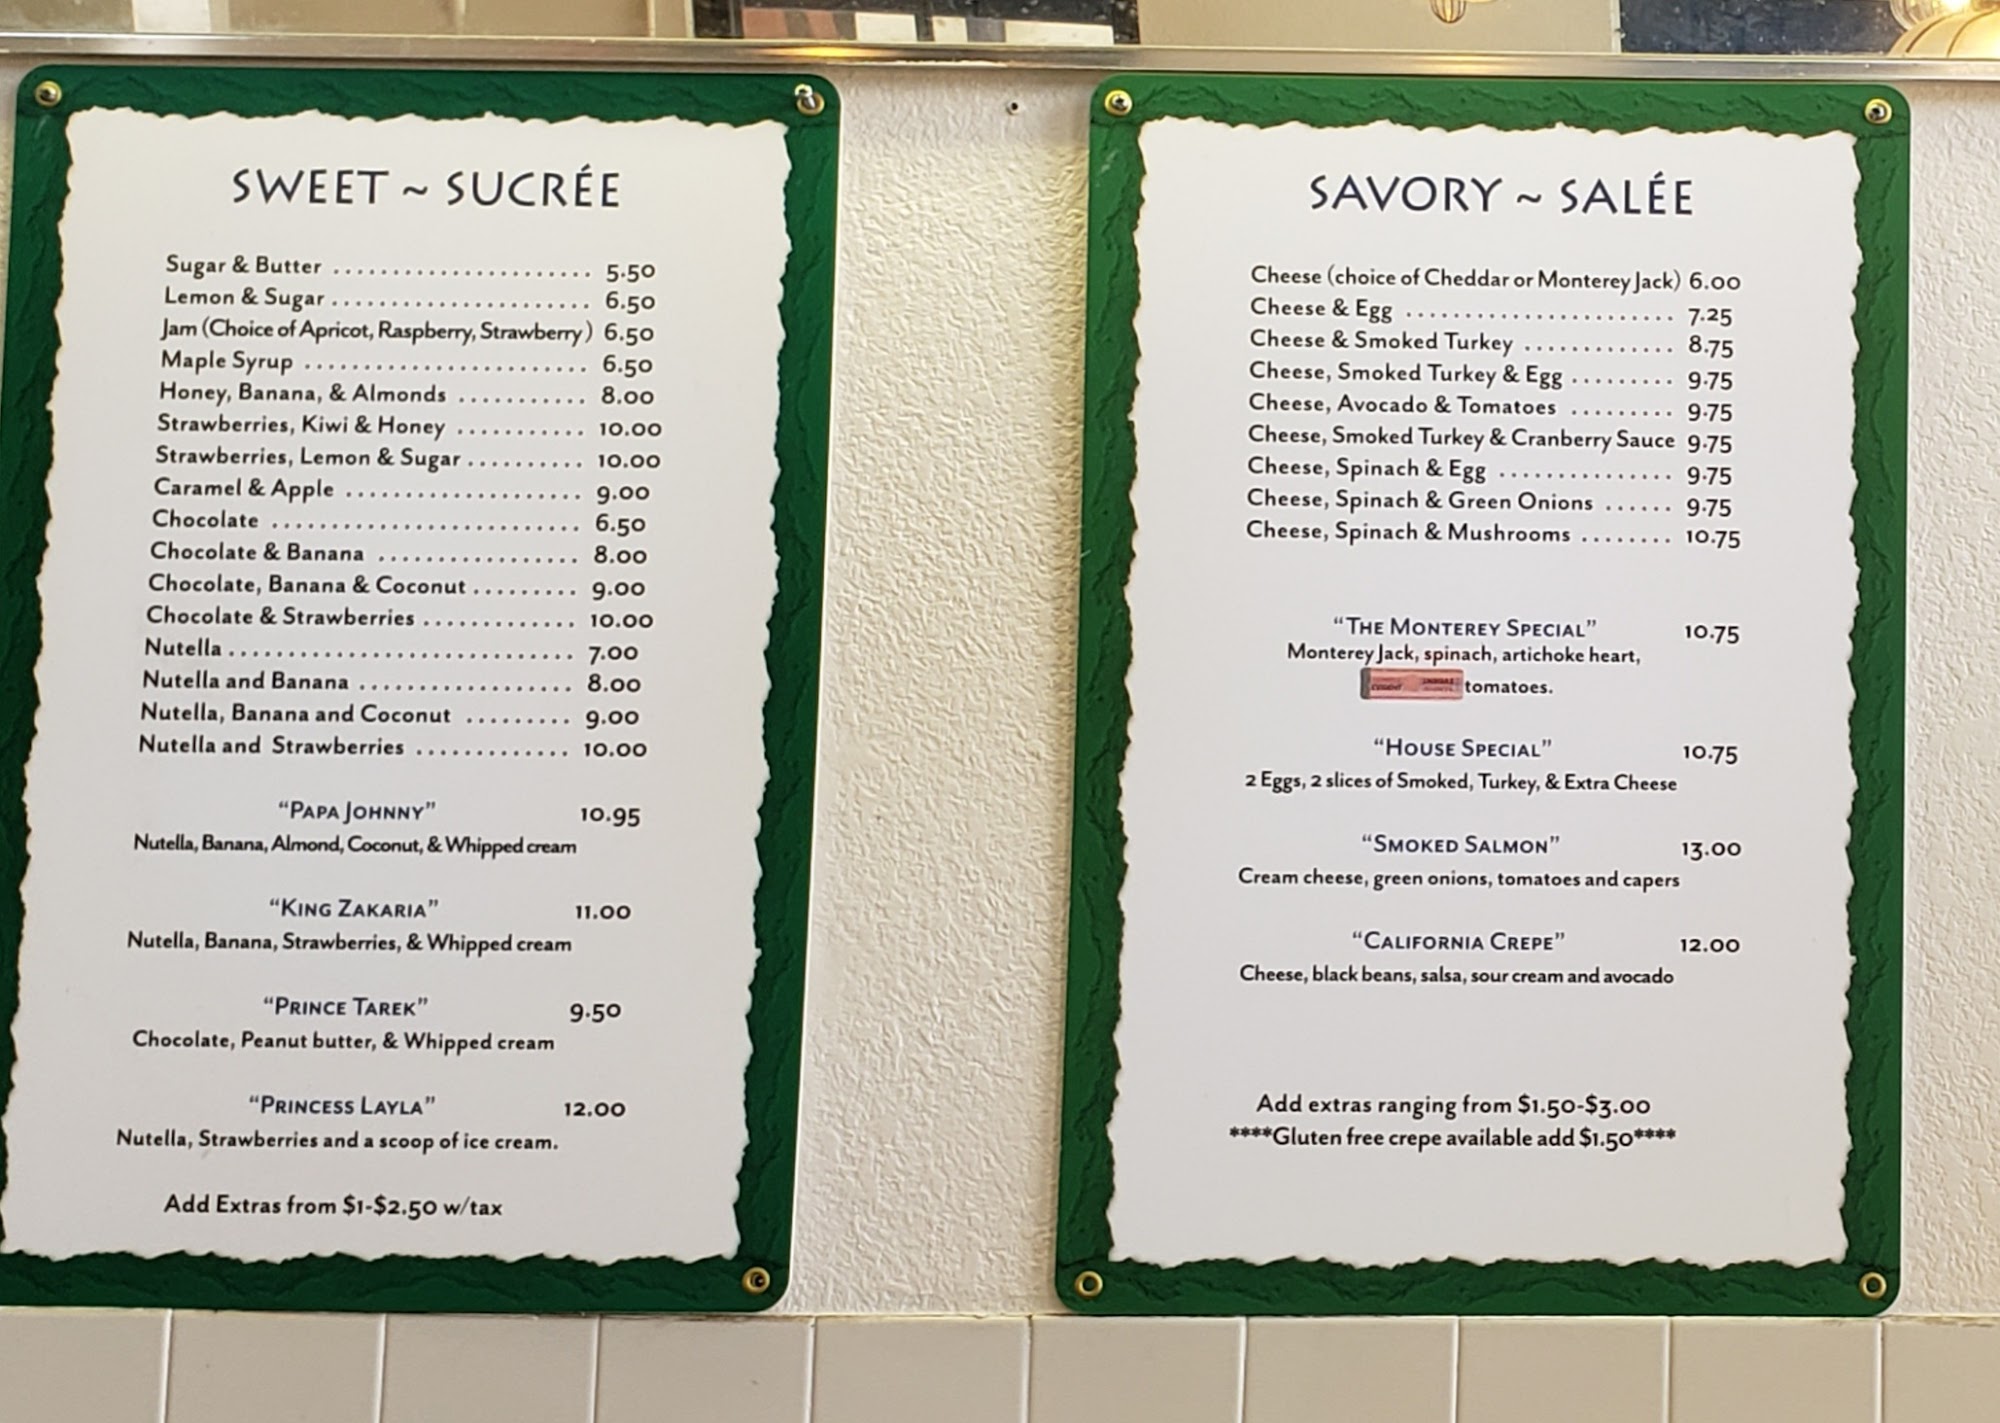 SWEET ~ SUCRÉE
Sugar & Butter ...................... 5.50
Lemon & Sugar ...................... 6.50
Jam (Choice of Apricot, Raspberry, Strawberry) 6.50
Maple Syrup ........................ 6.50
Honey, Banana, & Almonds ........... 8.00
Strawberries, Kiwi & Honey ........... 10.00
Strawberries, Lemon & Sugar .......... 10.00
Caramel & Apple .................... 9.00
Chocolate .......................... 6.50
Chocolate & Banana ................. 8.00
Chocolate, Banana & Coconut ......... 9.00
Chocolate & Strawberries ............. 10.00
Nutella .............................. 7.00
Nutella and Banana ................... 8.00
Nutella, Banana and Coconut ......... 9.00
Nutella and Strawberries ............. 10.00
“Papa Johnny” 10.95
Nutella, Banana, Almond, Coconut, & Whipped cream
“King Zakaria” 11.00
Nutella, Banana, Strawberries, & Whipped cream
“Prince Tarek” 9.50
Chocolate, Peanut butter, & Whipped cream
“Princess Layla” 12.00
Nutella, Strawberries and a scoop of ice cream.
Add Extras from $1-$2.50 w/tax
SAVORY ~ SALÉE
Cheese (choice of Cheddar or Monterey Jack) 6.00
Cheese & Egg ........................ 7.25
Cheese & Smoked Turkey ............. 8.75
Cheese, Smoked Turkey & Egg ......... 9.75
Cheese, Avocado & Tomatoes ......... 9.75
Cheese, Smoked Turkey & Cranberry Sauce 9.75
Cheese, Spinach & Egg ............... 9.75
Cheese, Spinach & Green Onions ...... 9.75
Cheese, Spinach & Mushrooms ........ 10.75
“The Monterey Special” 10.75
Monterey Jack, spinach, artichoke heart,
tomatoes.
“House Special” 10.75
2 Eggs, 2 slices of Smoked, Turkey, & Extra Cheese
“Smoked Salmon” 13.00
Cream cheese, green onions, tomatoes and capers
“California Crepe” 12.00
Cheese, black beans, salsa, sour cream and avocado
Add extras ranging from $1.50-$3.00
****Gluten free crepe available add $1.50****